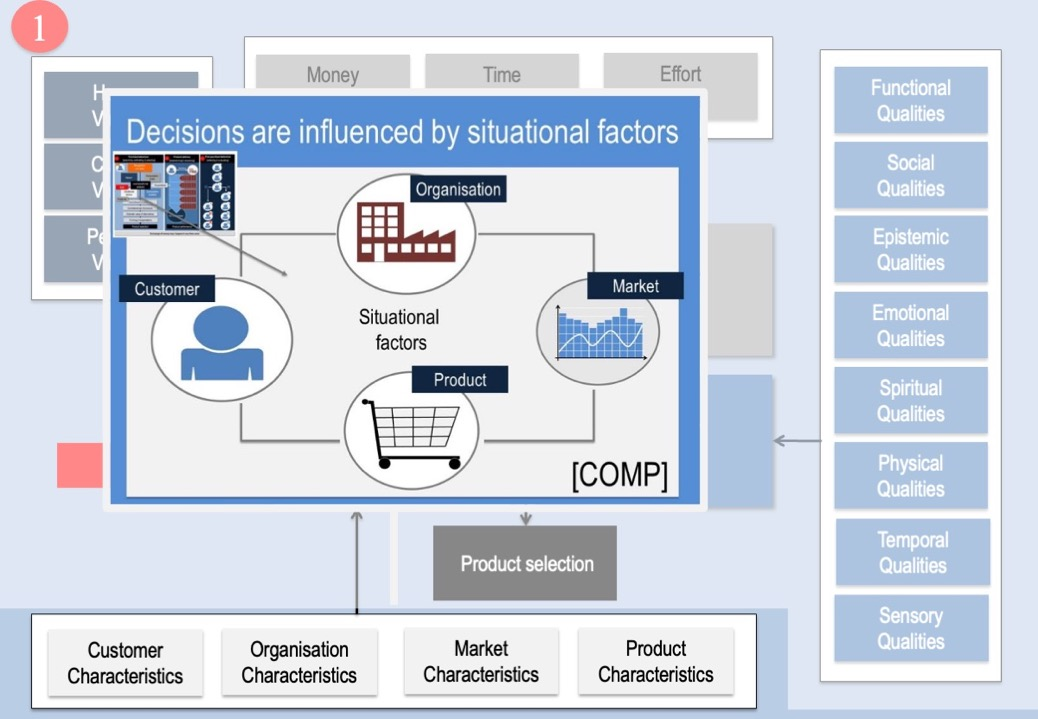 1
Money
Time
Effort
H
V
C
V
Pe
V
Decisions are influenced by situational factors
Organisation
Customer
Market
Situational
factors
Product
[COMP]
Functional
Qualities
Social
Qualities
Epistemic
Qualities
Emotional
Qualities
Spiritual
Qualities
Physical
Qualities
Temporal
Qualities
Sensory
Qualities
Product selection
Customer
Characteristics
Organisation
Characteristics
Market
Characteristics
Product
Characteristics